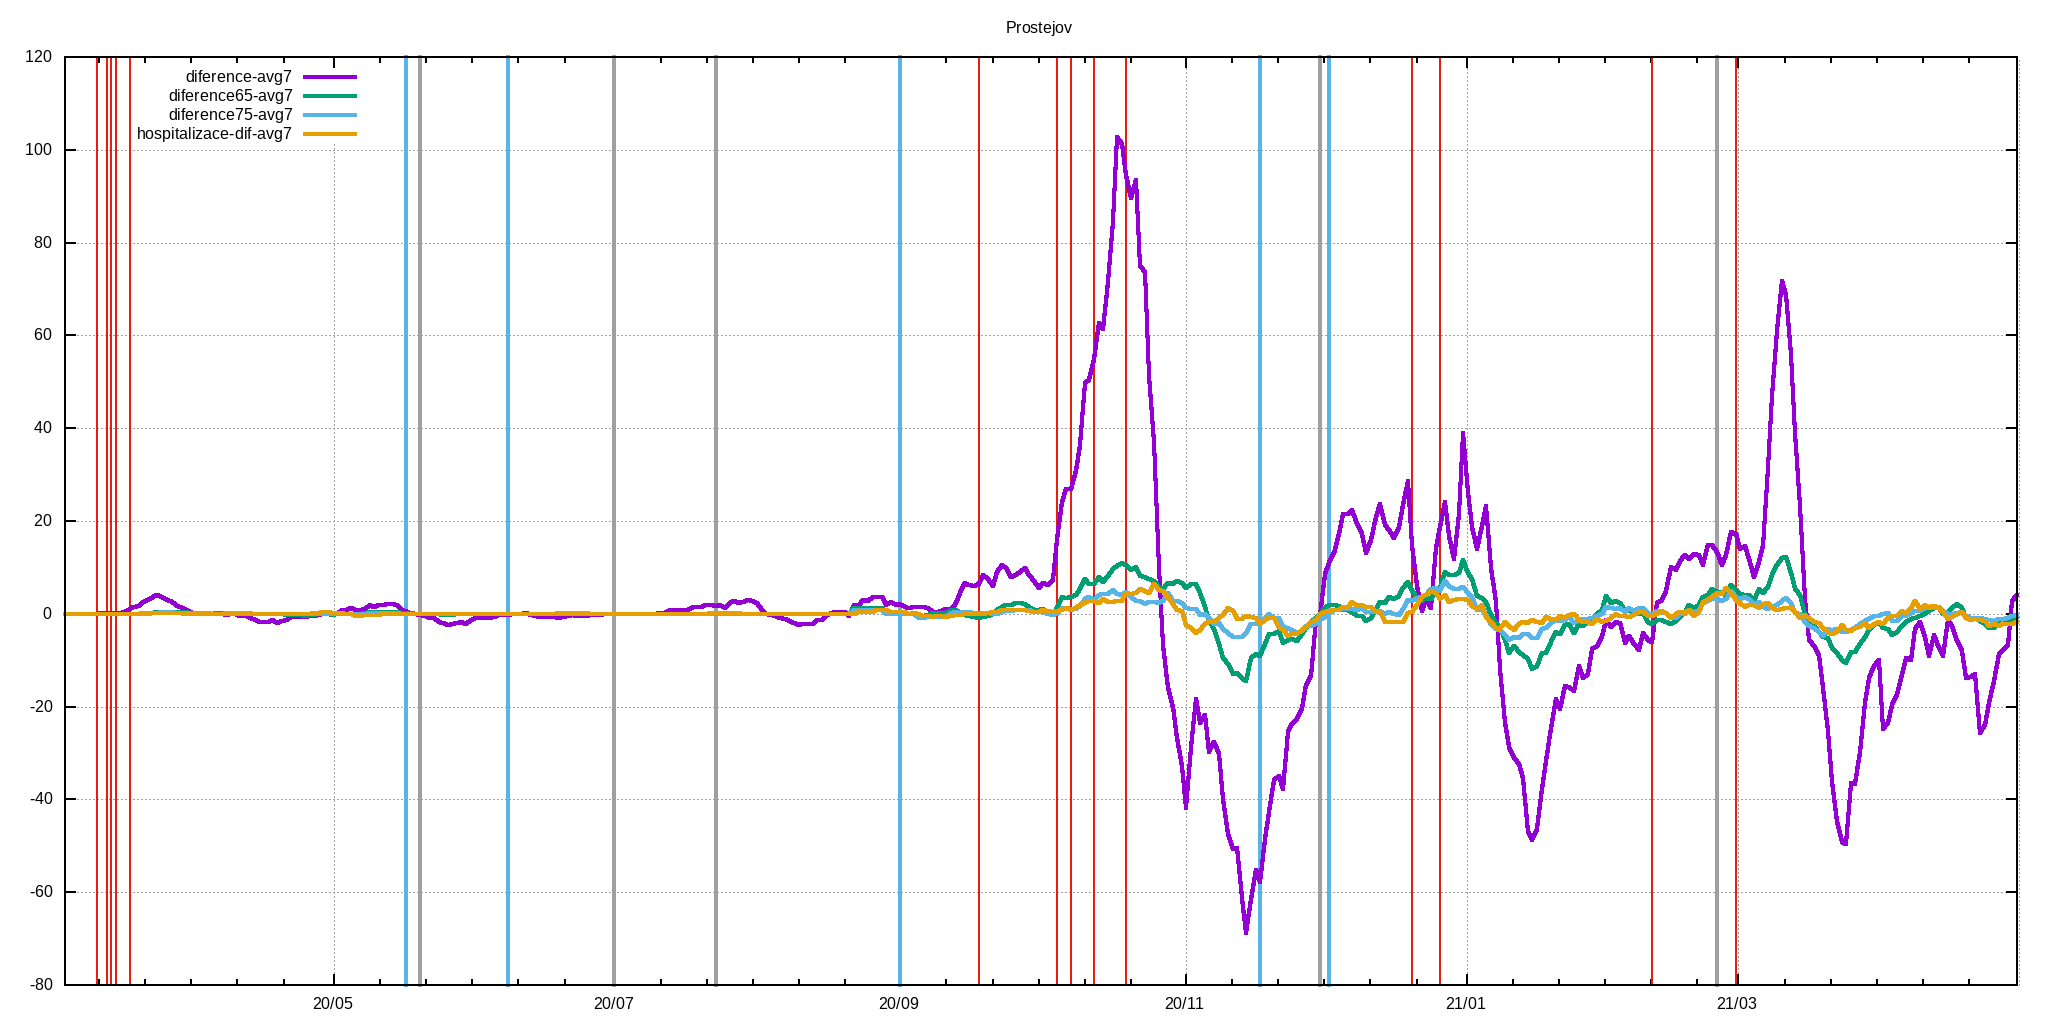 Prostejov
diference-avg7
diference65-avg7
diference75-avg7
hospitalizace-dif-avg7
120
100
80
60
40
20
0
-20
-40
-60
-80
20/05 20/07 20/09 20/11 21/01 21/03